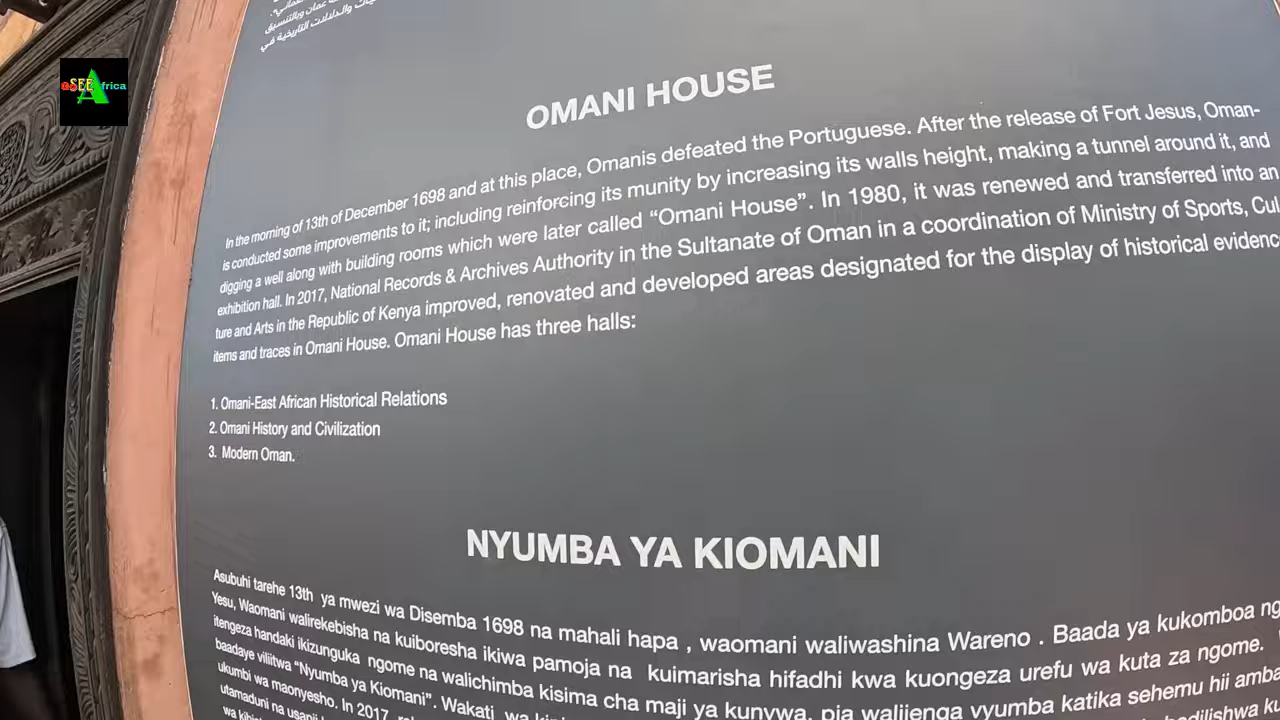 SEE Africa
OMANI HOUSE
In the morning of 13th of December 1698 and at this place, Omanis defeated the Portuguese. After the release of Fort Jesus, Oman-
is conducted some improvements to it; including reinforcing its munity by increasing its walls height, making a tunnel around it, and
digging a well along with building rooms which were later called “Omani House”. In 1980, it was renewed and transferred into an
exhibition hall. In 2017, National Records & Archives Authority in the Sultanate of Oman in a coordination of Ministry of Sports, Cul
ture and Arts in the Republic of Kenya improved, renovated and developed areas designated for the display of historical evidenc
items and traces in Omani House. Omani House has three halls:
1. Omani-East African Historical Relations
2. Omani History and Civilization
3. Modern Oman.
NYUMBA YA KIOMANI
Asubuhi tarehe 13th ya mwezi wa Disemba 1698 na mahali hapa , waomani waliwashina Wareno . Baada ya kukomboa ng
Yesu, Waomani walirekebisha na kuiboresha ikiwa pamoja na kuimarisha hifadhi kwa kuongeza urefu wa kuta za ngome.
itengeza handaki ikizunguka ngome na walichimba kisima cha maji ya kunywa, pia walijenga vyumba katika sehemu hii amba
baadaye viliitwa “Nyumba ya Kiomani”. Wakati wa
ukumbi wa maonyesho. In 2017
utamaduni na